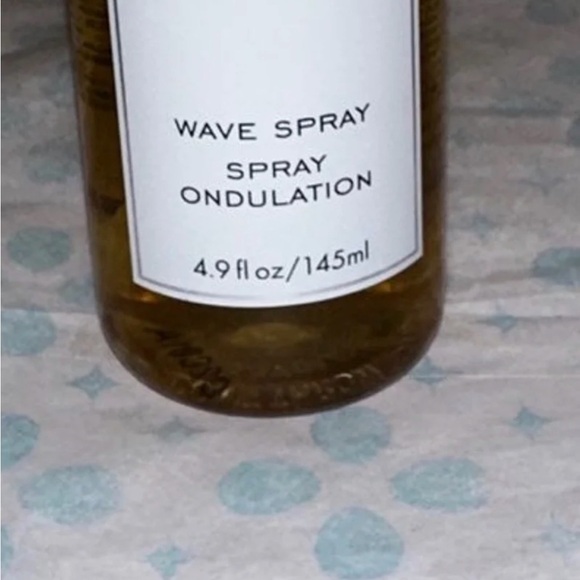 WAVE SPRAY
SPRAY
ONDULATION
4.9 fl oz/145ml